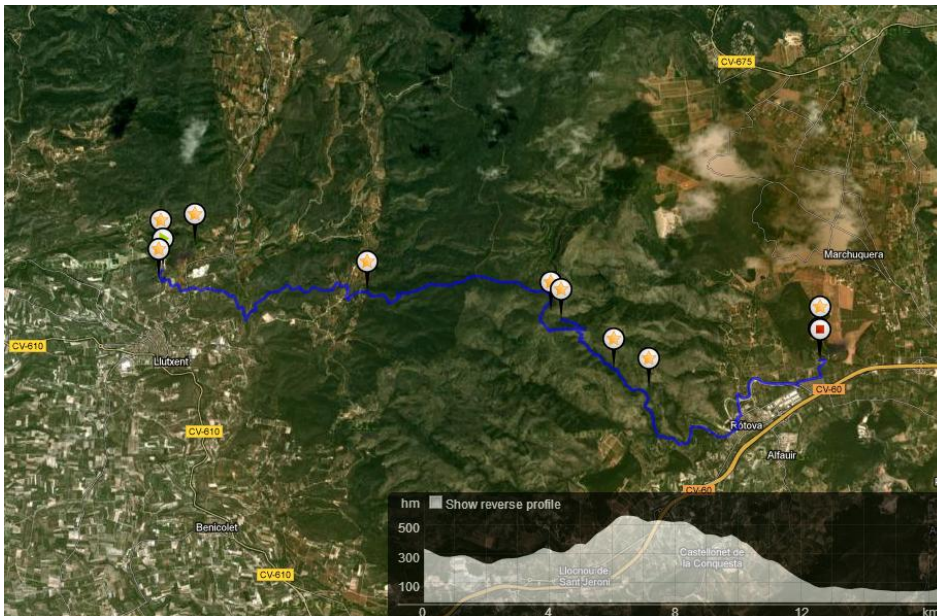 CV-675
Marchuquera
CV-610
Llutxent
CV-60
Rótova
CV-610
Alfauir
CV-60
Benicolet
CV-610
hm
Show reverse profile
500
300
100
Castellonet de
la Conquesta
Llocnou de
Sant Jeroni
0
4
8
12
km